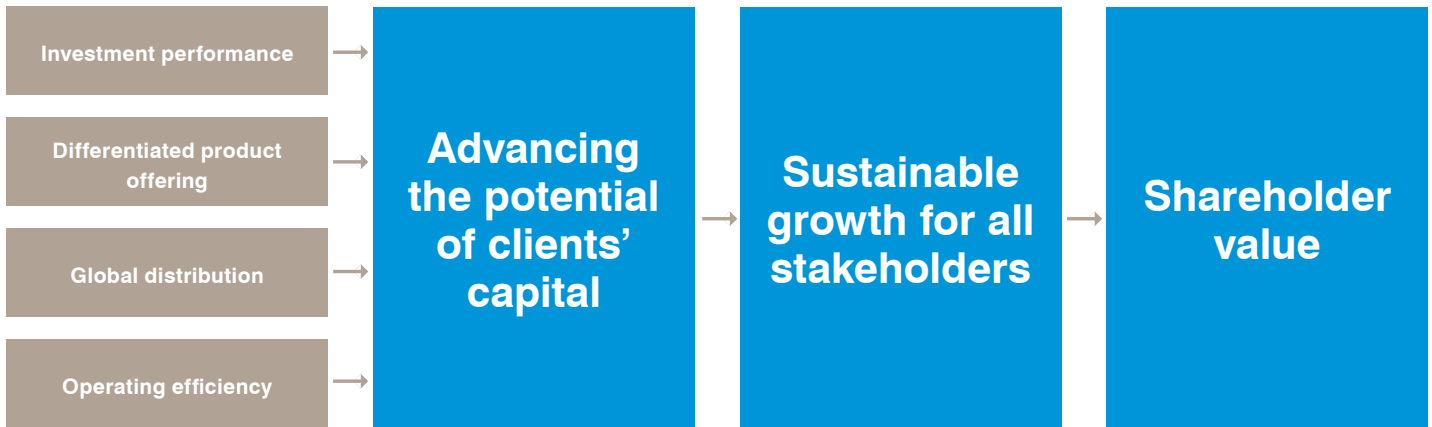 Investment performance
Differentiated product
offering
Global distribution
Operating efficiency
Advancing
the potential
of clients’
capital
Sustainable
growth for all
stakeholders
Shareholder
value